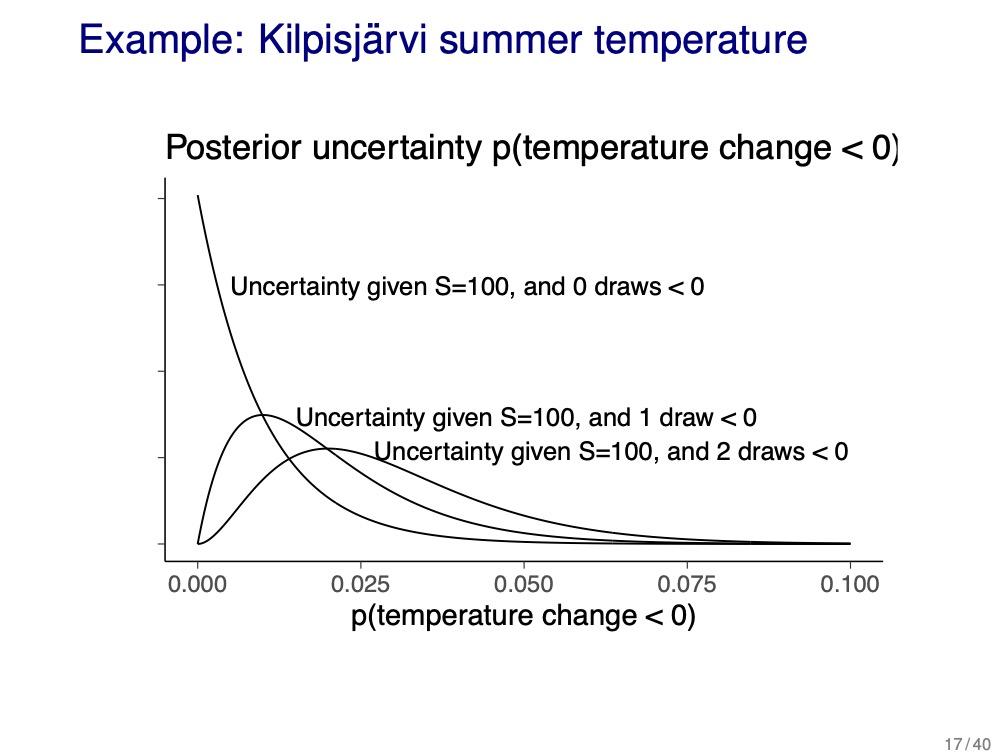 Example: Kilpisjärvi summer temperature
Posterior uncertainty p(temperature change < 0)
Uncertainty given S=100, and 0 draws < 0
Uncertainty given S=100, and 1 draw < 0
Uncertainty given S=100, and 2 draws < 0
0.000 0.025 0.050 0.075 0.100
p(temperature change < 0)
17 / 40